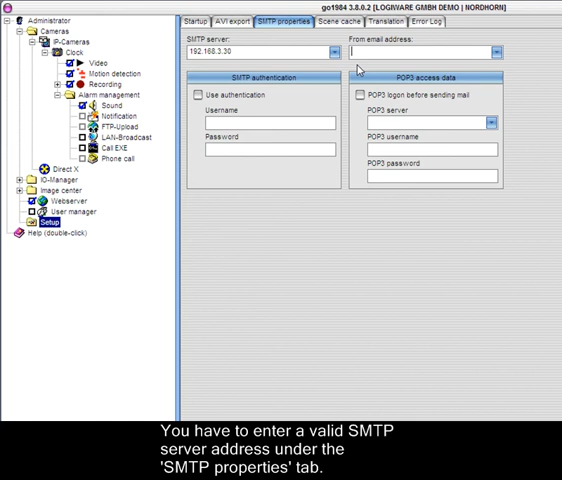 go1984 3.8.0.2 [LOGIWARE GMBH DEMO | NORDHORN]
Administrator
Cameras
IP-Cameras
Clock
Video
Motion detection
Recording
Alarm management
Sound
Notification
FTP-Upload
LAN-Broadcast
Call EXE
Phone call
Direct X
IO-Manager
Image center
Webserver
User manager
Setup
Help (double-click)
Startup AVI export SMTP properties Scene cache Translation Error Log
SMTP server: From email address:
192.168.3.30
SMTP authentication POP3 access data
Use authentication POP3 logon before sending mail
Username POP3 server
Password POP3 username
POP3 password
You have to enter a valid SMTP
server address under the
'SMTP properties' tab.